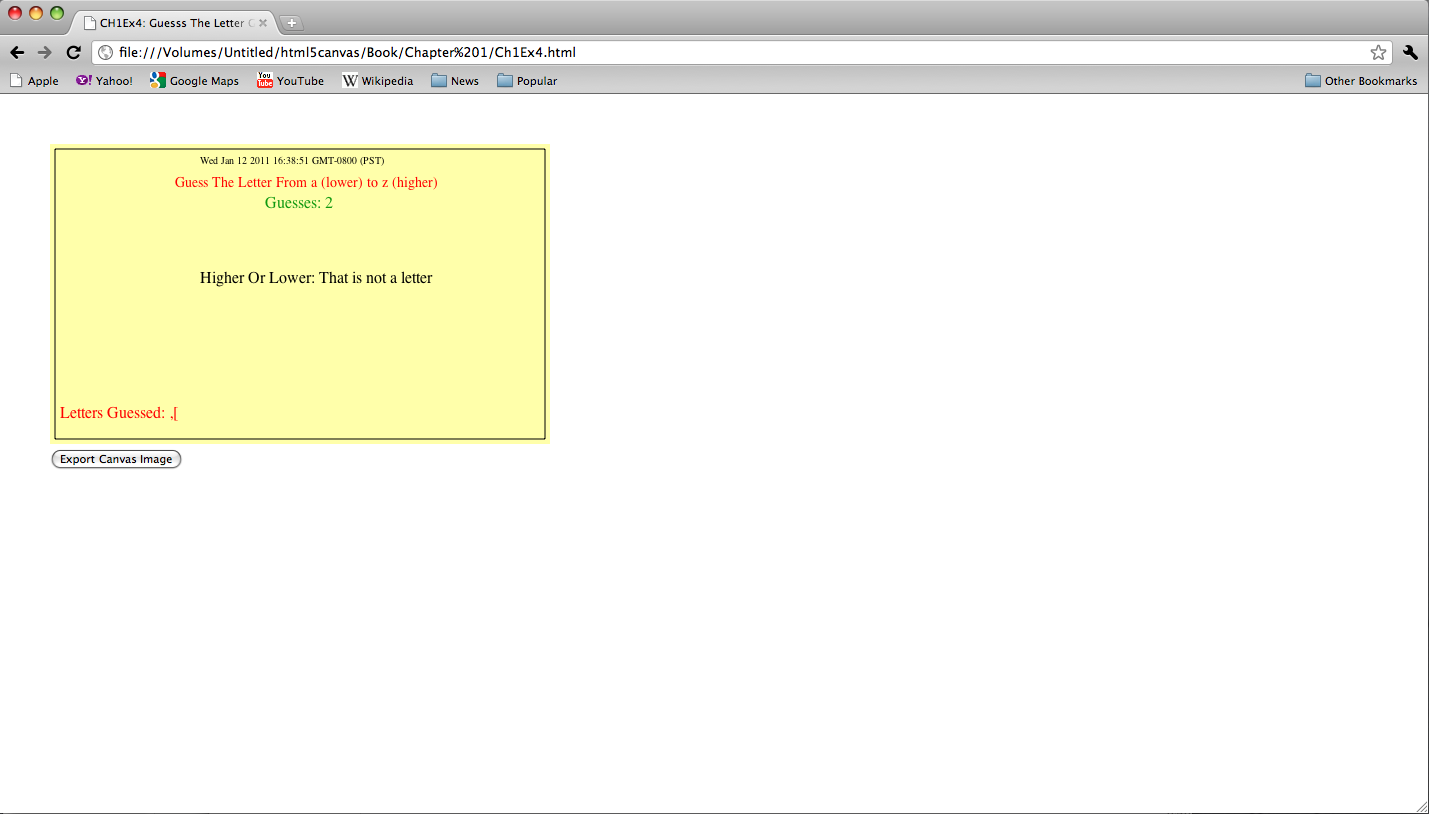 CH1Ex4: Guesss The Letter
file:///Volumes/Untitled/html5canvas/Book/Chapter%201/Ch1Ex4.html
Apple Yahoo! Google Maps YouTube Wikipedia News Popular Other Bookmarks
Wed Jan 12 2011 16:38:51 GMT-0800 (PST)
Guess The Letter From a (lower) to z (higher)
Guesses: 2
Higher Or Lower: That is not a letter
Letters Guessed: ,[
Export Canvas Image